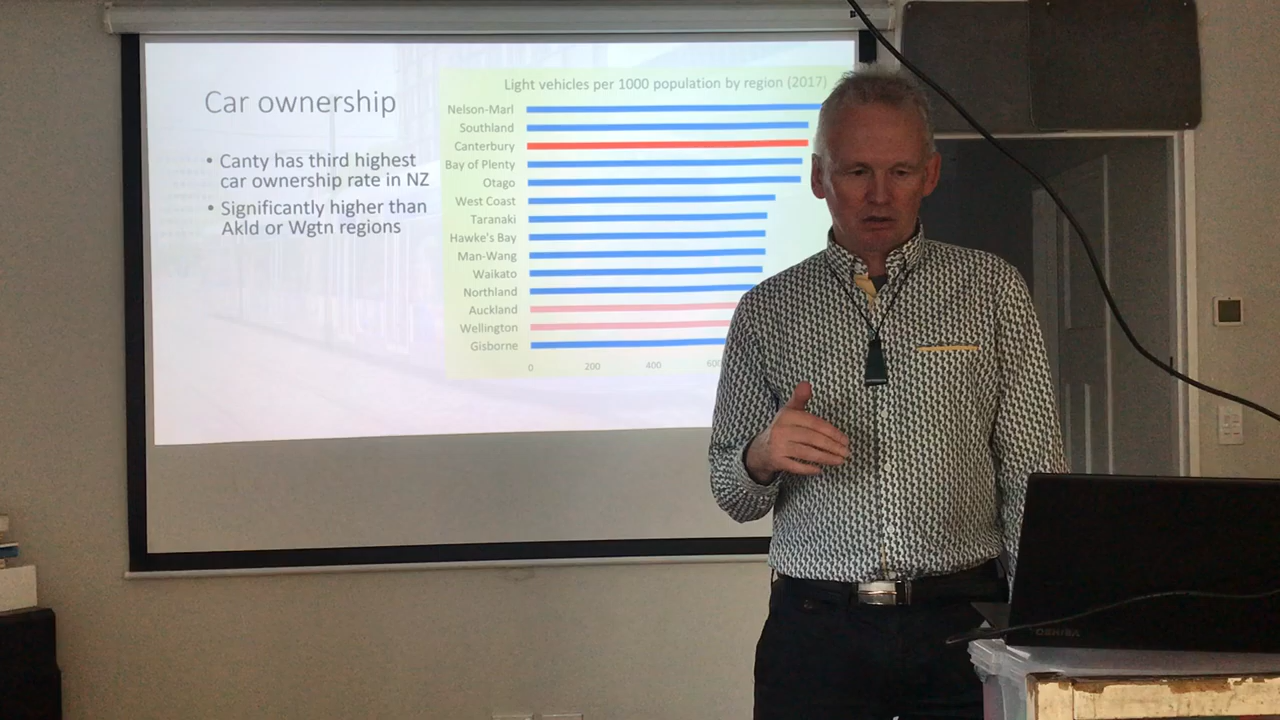 Car ownership
• Canty has third highest
car ownership rate in NZ
• Significantly higher than
Akld or Wgtn regions
Light vehicles per 1000 population by region (2017)
Nelson-Marl
Southland
Canterbury
Bay of Plenty
Otago
West Coast
Taranaki
Hawke's Bay
Man-Wang
Waikato
Northland
Auckland
Wellington
Gisborne
0 200 400 600
TOSHIBA